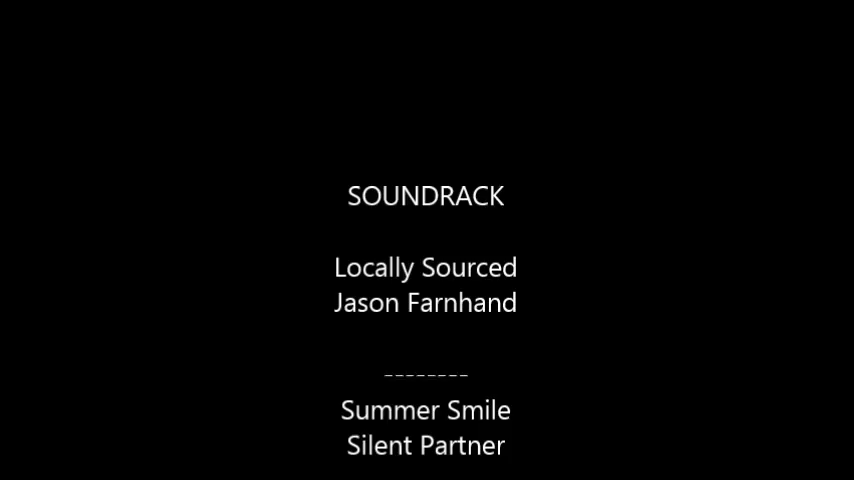 SOUNDRACK
Locally Sourced
Jason Farnhand
--------
Summer Smile
Silent Partner